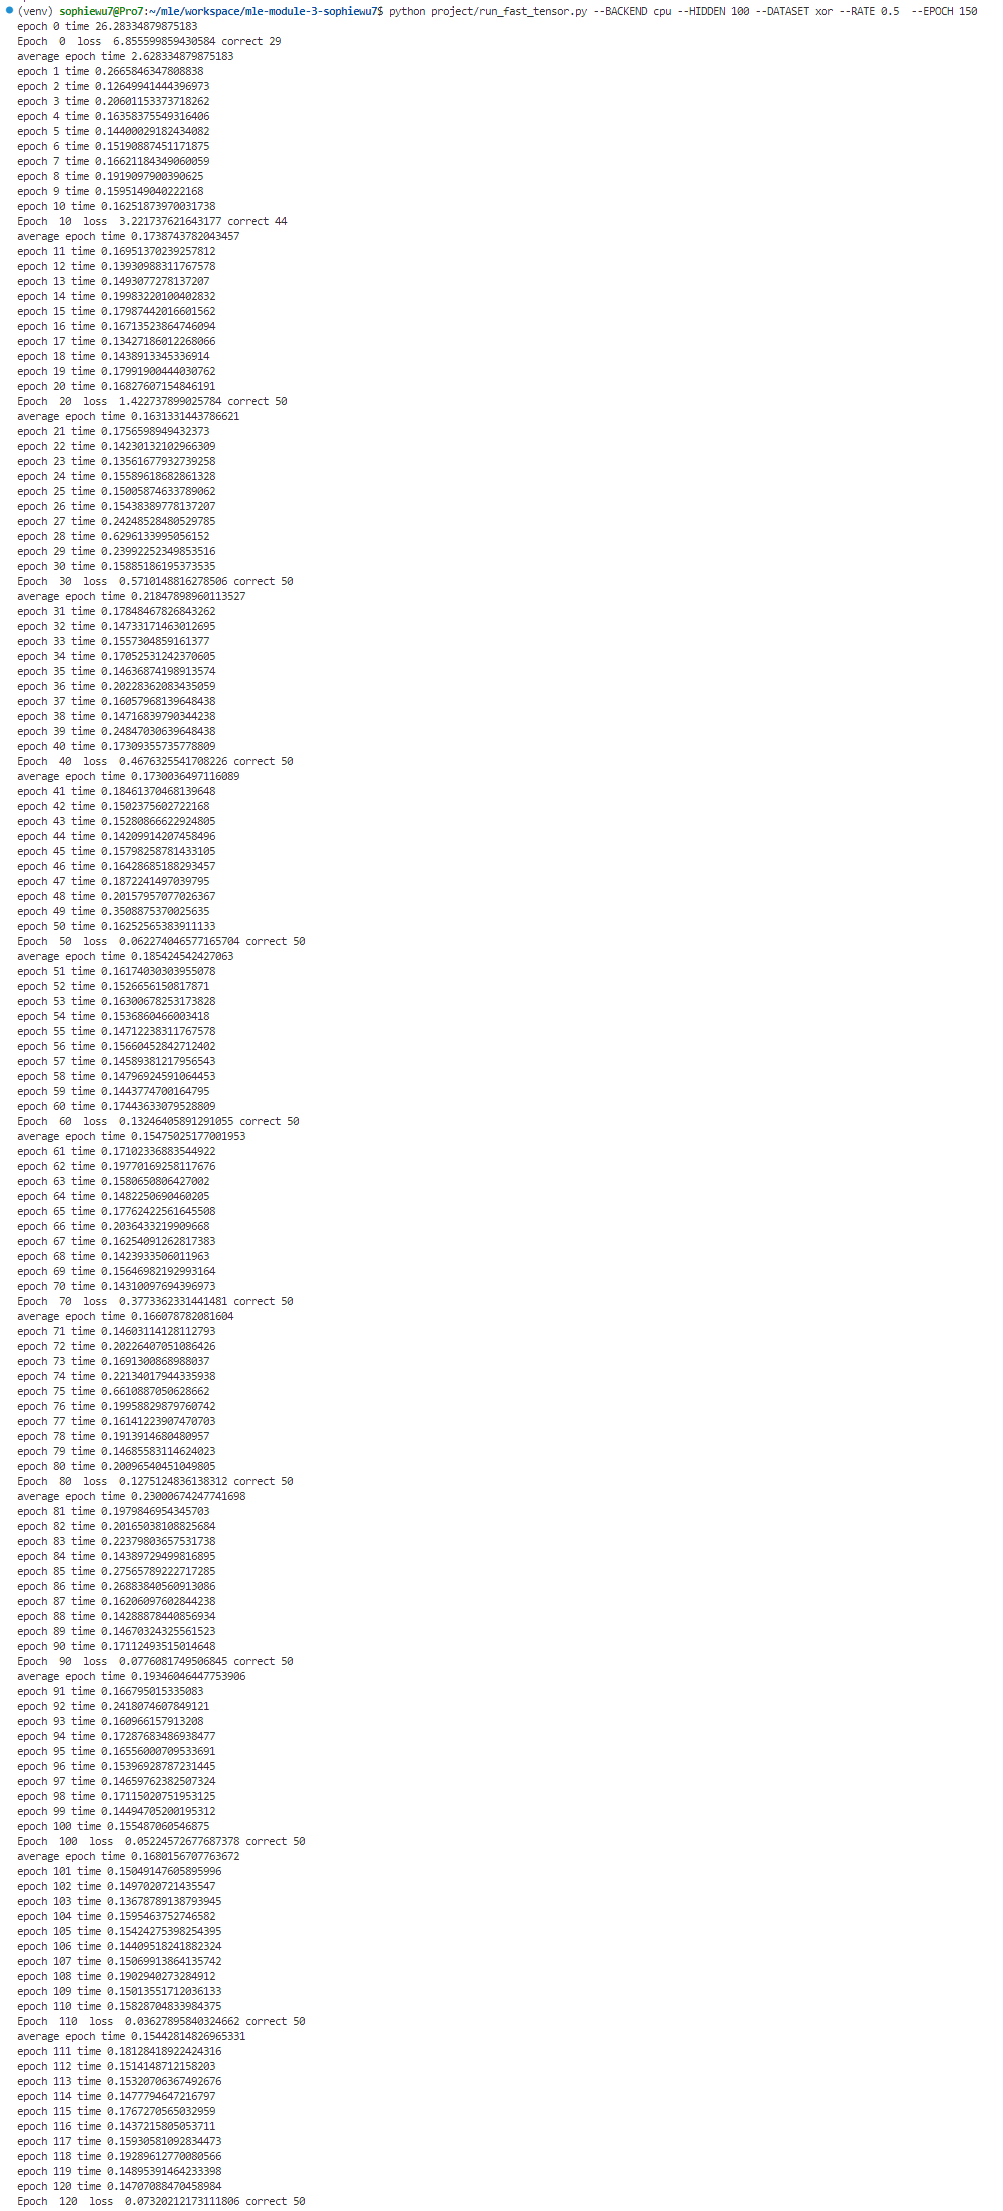 (venv) sophiewu7@Pro7:~/mle/workspace/mle-module-3-sophiewu7$ python project/run_fast_tensor.py --BACKEND cpu --HIDDEN 100 --DATASET xor --RATE 0.5  --EPOCH 150
epoch 0 time 26.28334879875183
Epoch  0  loss  6.855599859430584 correct 29
average epoch time 2.628334879875183
epoch 1 time 0.2665846347808838
epoch 2 time 0.12649941444396973
epoch 3 time 0.20601153373718262
epoch 4 time 0.16358375549316406
epoch 5 time 0.14400029182434082
epoch 6 time 0.15190887451171875
epoch 7 time 0.16621184349060059
epoch 8 time 0.1919097900390625
epoch 9 time 0.1595149040222168
epoch 10 time 0.16251873970031738
Epoch  10  loss  3.221737621643177 correct 44
average epoch time 0.1738743782043457
epoch 11 time 0.16951370239257812
epoch 12 time 0.13930988311767578
epoch 13 time 0.1493077278137207
epoch 14 time 0.19983220100402832
epoch 15 time 0.17987442016601562
epoch 16 time 0.16713523864746094
epoch 17 time 0.13427186012268066
epoch 18 time 0.1438913345336914
epoch 19 time 0.17991900444030762
epoch 20 time 0.16827607154846191
Epoch  20  loss  1.422737899025784 correct 50
average epoch time 0.1631331443786621
epoch 21 time 0.1756598949432373
epoch 22 time 0.14230132102966309
epoch 23 time 0.13561677932739258
epoch 24 time 0.15589618682861328
epoch 25 time 0.15005874633789062
epoch 26 time 0.15438389778137207
epoch 27 time 0.24248528480529785
epoch 28 time 0.6296133995056152
epoch 29 time 0.23992252349853516
epoch 30 time 0.15885186195373535
Epoch  30  loss  0.5710148816278506 correct 50
average epoch time 0.21847898960113527
epoch 31 time 0.17848467826843262
epoch 32 time 0.14733171463012695
epoch 33 time 0.1557304859161377
epoch 34 time 0.17052531242370605
epoch 35 time 0.14636874198913574
epoch 36 time 0.20228362083435059
epoch 37 time 0.16057968139648438
epoch 38 time 0.14716839790344238
epoch 39 time 0.24847030639648438
epoch 40 time 0.17309355735778809
Epoch  40  loss  0.4676325541708226 correct 50
average epoch time 0.1730036497116089
epoch 41 time 0.18461370468139648
epoch 42 time 0.1502375602722168
epoch 43 time 0.15280866622924805
epoch 44 time 0.14209914207458496
epoch 45 time 0.15798258781433105
epoch 46 time 0.16428685188293457
epoch 47 time 0.1872241497039795
epoch 48 time 0.20157957077026367
epoch 49 time 0.3508875370025635
epoch 50 time 0.16252565383911133
Epoch  50  loss  0.062274046577165704 correct 50
average epoch time 0.185424542427063
epoch 51 time 0.16174030303955078
epoch 52 time 0.1526656150817871
epoch 53 time 0.16300678253173828
epoch 54 time 0.1536860466003418
epoch 55 time 0.14712238311767578
epoch 56 time 0.15660452842712402
epoch 57 time 0.14589381217956543
epoch 58 time 0.14796924591064453
epoch 59 time 0.1443774700164795
epoch 60 time 0.17443633079528809
Epoch  60  loss  0.13246405891291055 correct 50
average epoch time 0.15475025177001953
epoch 61 time 0.17102336883544922
epoch 62 time 0.19770169258117676
epoch 63 time 0.1580650806427002
epoch 64 time 0.1482250690460205
epoch 65 time 0.17762422561645508
epoch 66 time 0.2036433219909668
epoch 67 time 0.16254091262817383
epoch 68 time 0.1423933506011963
epoch 69 time 0.15646982192993164
epoch 70 time 0.14310097694396973
Epoch  70  loss  0.3773362331441481 correct 50
average epoch time 0.166078782081604
epoch 71 time 0.14603114128112793
epoch 72 time 0.20226407051086426
epoch 73 time 0.1691300868988037
epoch 74 time 0.22134017944335938
epoch 75 time 0.6610887050628662
epoch 76 time 0.19958829879760742
epoch 77 time 0.16141223907470703
epoch 78 time 0.1913914680480957
epoch 79 time 0.14685583114624023
epoch 80 time 0.20096540451049805
Epoch  80  loss  0.1275124836138312 correct 50
average epoch time 0.23000674247741698
epoch 81 time 0.1979846954345703
epoch 82 time 0.20165038108825684
epoch 83 time 0.22379803657531738
epoch 84 time 0.14389729499816895
epoch 85 time 0.27565789222717285
epoch 86 time 0.26883840560913086
epoch 87 time 0.16206097602844238
epoch 88 time 0.14288878440856934
epoch 89 time 0.14670324325561523
epoch 90 time 0.17112493515014648
Epoch  90  loss  0.0776081749506845 correct 50
average epoch time 0.19346046447753906
epoch 91 time 0.166795015335083
epoch 92 time 0.2418074607849121
epoch 93 time 0.160966157913208
epoch 94 time 0.17287683486938477
epoch 95 time 0.16556000709533691
epoch 96 time 0.15396928787231445
epoch 97 time 0.14659762382507324
epoch 98 time 0.17115020751953125
epoch 99 time 0.14494705200195312
epoch 100 time 0.155487060546875
Epoch  100  loss  0.05224572677687378 correct 50
average epoch time 0.1680156707763672
epoch 101 time 0.15049147605895996
epoch 102 time 0.1497020721435547
epoch 103 time 0.13678789138793945
epoch 104 time 0.1595463752746582
epoch 105 time 0.15424275398254395
epoch 106 time 0.14409518241882324
epoch 107 time 0.15069913864135742
epoch 108 time 0.1902940273284912
epoch 109 time 0.15013551712036133
epoch 110 time 0.15828704833984375
Epoch  110  loss  0.03627895840324662 correct 50
average epoch time 0.15442814826965331
epoch 111 time 0.18128418922424316
epoch 112 time 0.1514148712158203
epoch 113 time 0.15320706367492676
epoch 114 time 0.1477794647216797
epoch 115 time 0.1767270565032959
epoch 116 time 0.1437215805053711
epoch 117 time 0.15930581092834473
epoch 118 time 0.19289612770080566
epoch 119 time 0.14895391464233398
epoch 120 time 0.14707088470458984
Epoch  120  loss  0.07320212173111806 correct 50